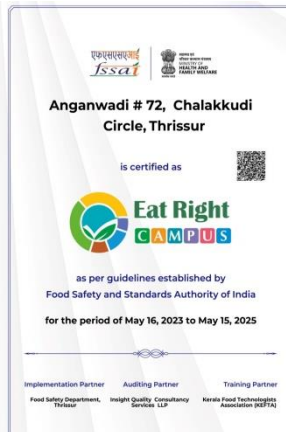 एफएसएसएआई
fssai
MINISTRY OF
HEALTH AND
FAMILY WELFARE
Anganwadi # 72, Chalakkudi
Circle, Thrissur
is certified as
Eat Right
CAMPUS
as per guidelines established by
Food Safety and Standards Authority of India
for the period of May 16, 2023 to May 15, 2025
Implementation Partner Auditing Partner Training Partner
Food Safety Department, Insight Quality Consultancy Kerala Food Technologists
Thrissur Services LLP Association (KEFTA)